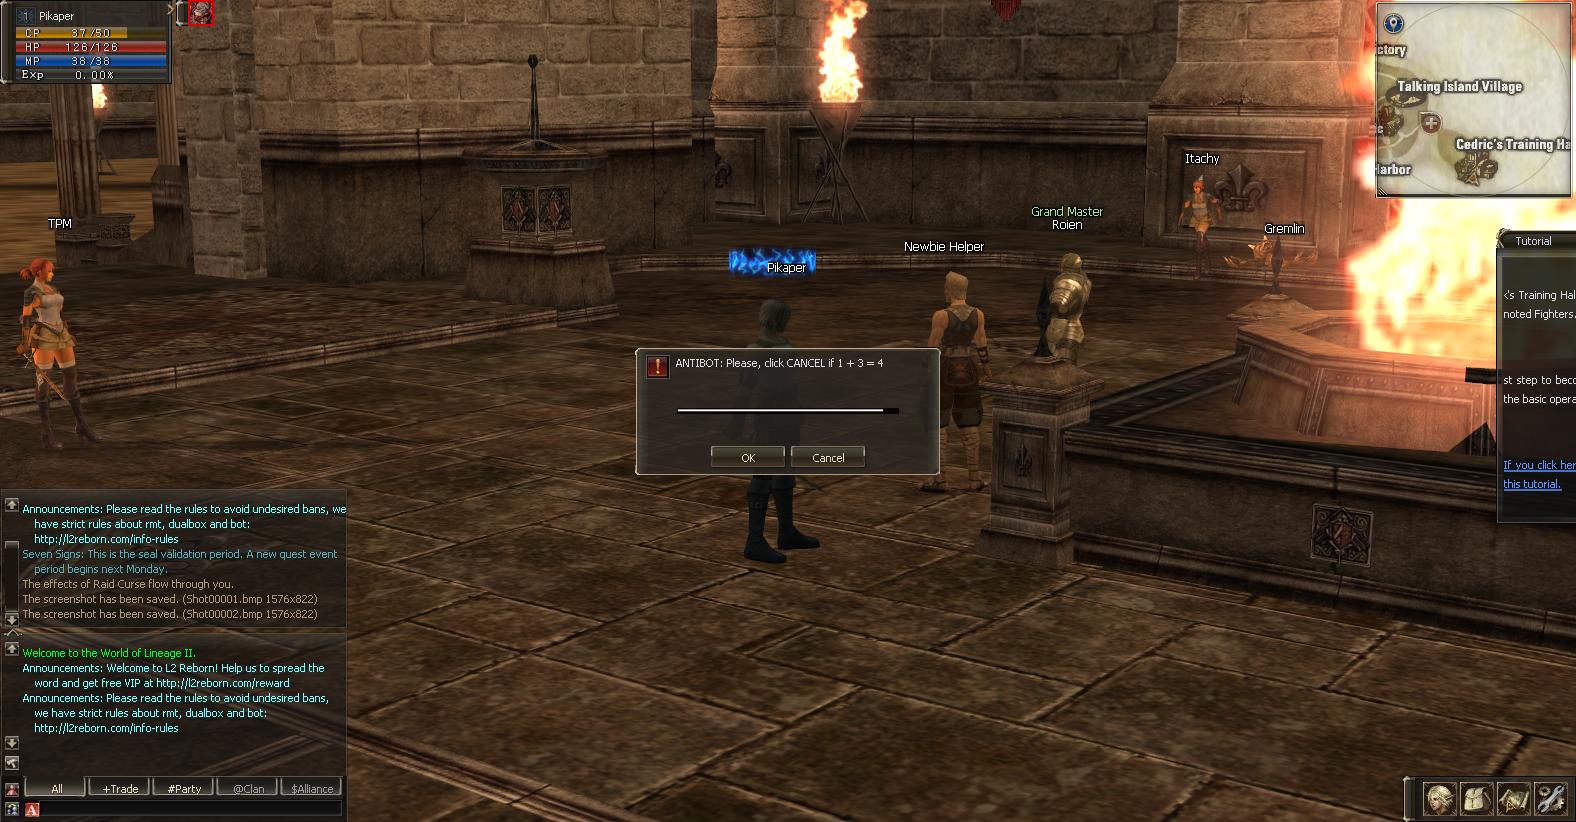 1 Pikaper
CP 37/50
HP 126/126
MP 38/38
Exp 0.00%
ictory
Talking Island Village
Cedric's Training Ha
Harbor
Itachy
TPM
Grand Master
Roien
Gremlin
Newbie Helper
Pikaper
Tutorial
's Training Hal
noted Fighters.
st step to beco
the basic opera
If you click her
this tutorial.
ANTIBOT: Please, click CANCEL if 1 + 3 = 4
OK
Cancel
Announcements: Please read the rules to avoid undesired bans, we
have strict rules about rmt, dualbox and bot:
http://l2reborn.com/info-rules
Seven Signs: This is the seal validation period. A new quest event
period begins next Monday.
The effects of Raid Curse flow through you.
The screenshot has been saved. (Shot00001.bmp 1576x822)
The screenshot has been saved. (Shot00002.bmp 1576x822)
Welcome to the World of Lineage II.
Announcements: Welcome to L2 Reborn! Help us to spread the
word and get free VIP at http://l2reborn.com/reward
Announcements: Please read the rules to avoid undesired bans,
we have strict rules about rmt, dualbox and bot:
http://l2reborn.com/info-rules
All
+Trade
#Party
@Clan
$Alliance
A